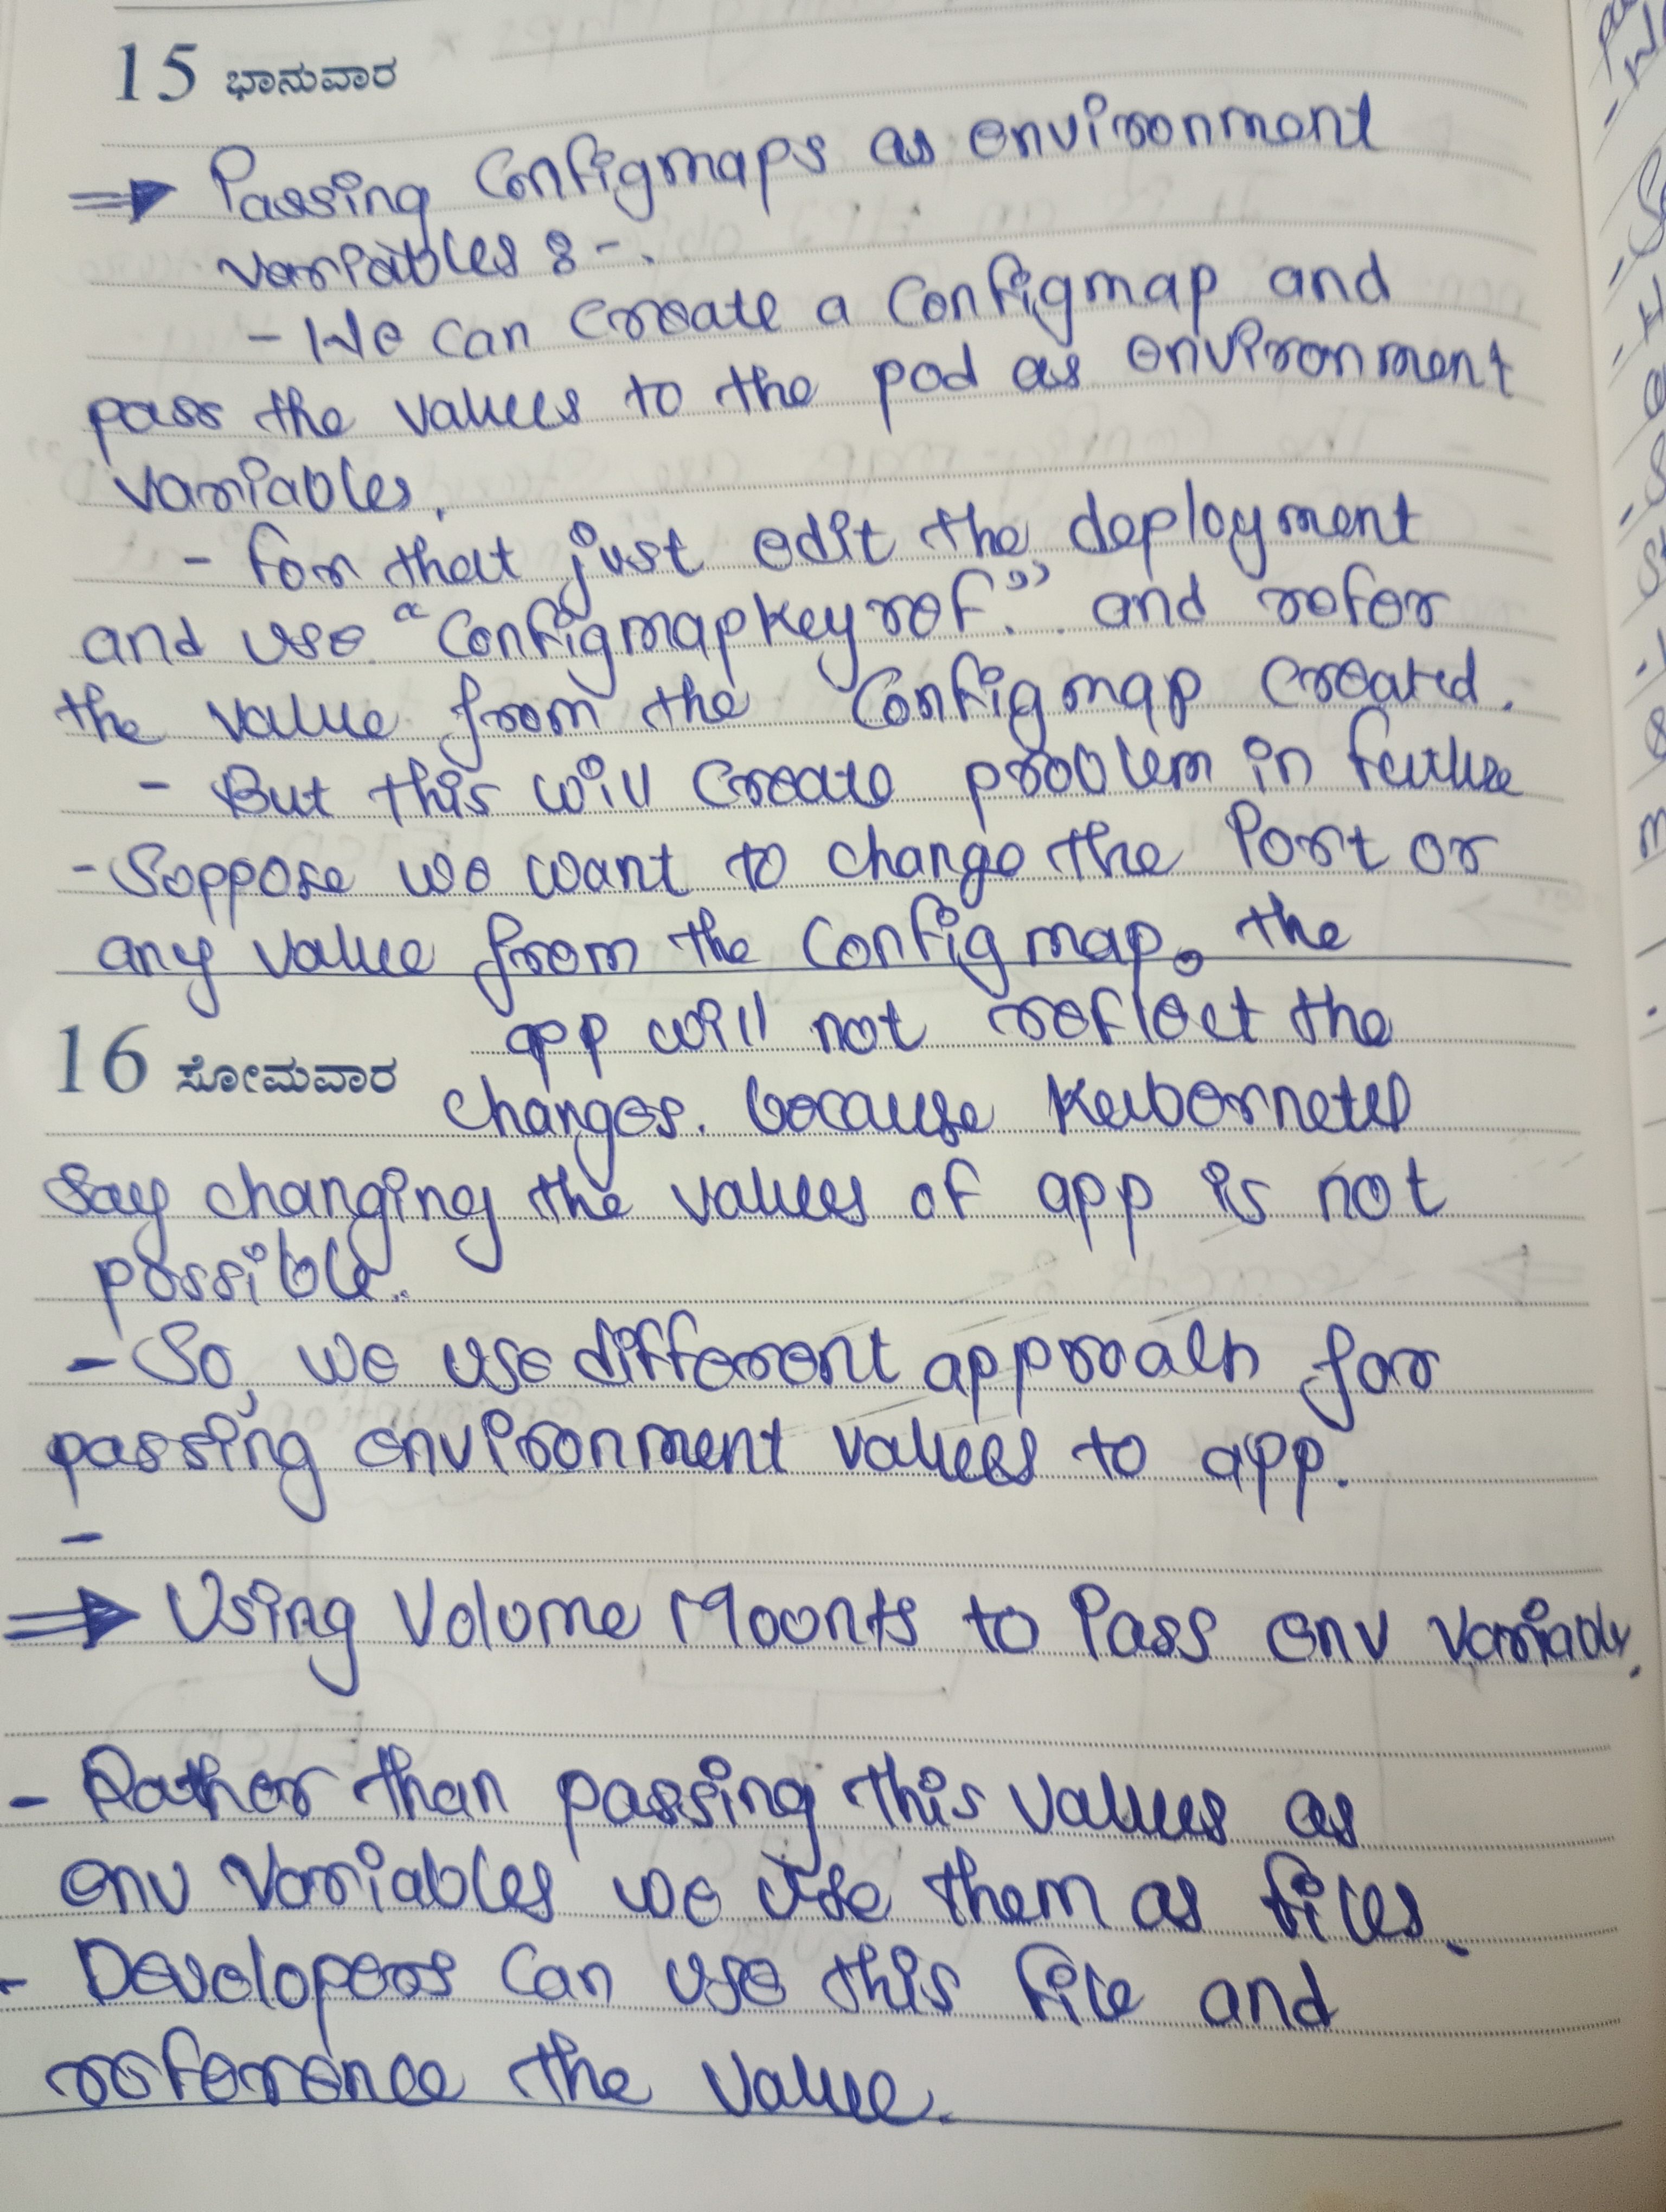 15 ಭಾನುವಾರ
⇒ Passing Configmaps as environment
variables :-
- We can create a Configmap and
pass the values to the pod as environment
variables.
- For that just edit the deployment
and use "Configmapkeyref." and refer
the value from the Configmap created.
- But this will create problem in future
- Suppose we want to change the Port or
any value from the Configmap. the
16 ಸೋಮವಾರ app will not reflect the
changes. because Kubernetes
say changing the values of app is not
possible.
- So, we use different approach for
passing environment values to app.
-
⇒ Using Volume Mounts to Pass env variables.
- Rather than passing this values as
env variables we use them as files.
- Developers can use this file and
reference the value.